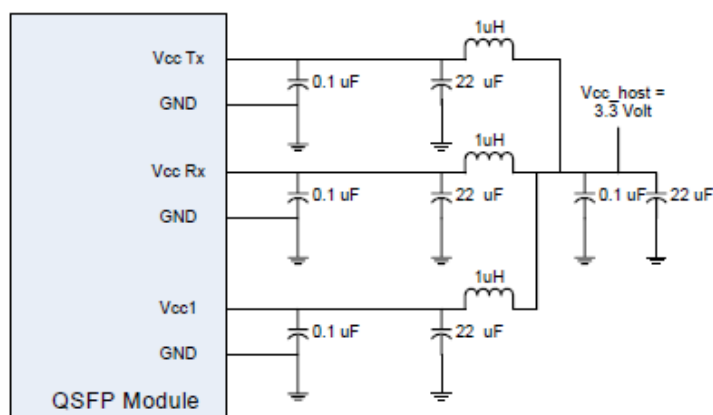 1uH
Vcc Tx
0.1 uF
22 uF
GND
Vcc_host =
3.3 Volt
1uH
Vcc Rx
0.1 uF
22 uF
0.1 uF
22 uF
GND
1uH
Vcc1
0.1 uF
22 uF
GND
QSFP Module